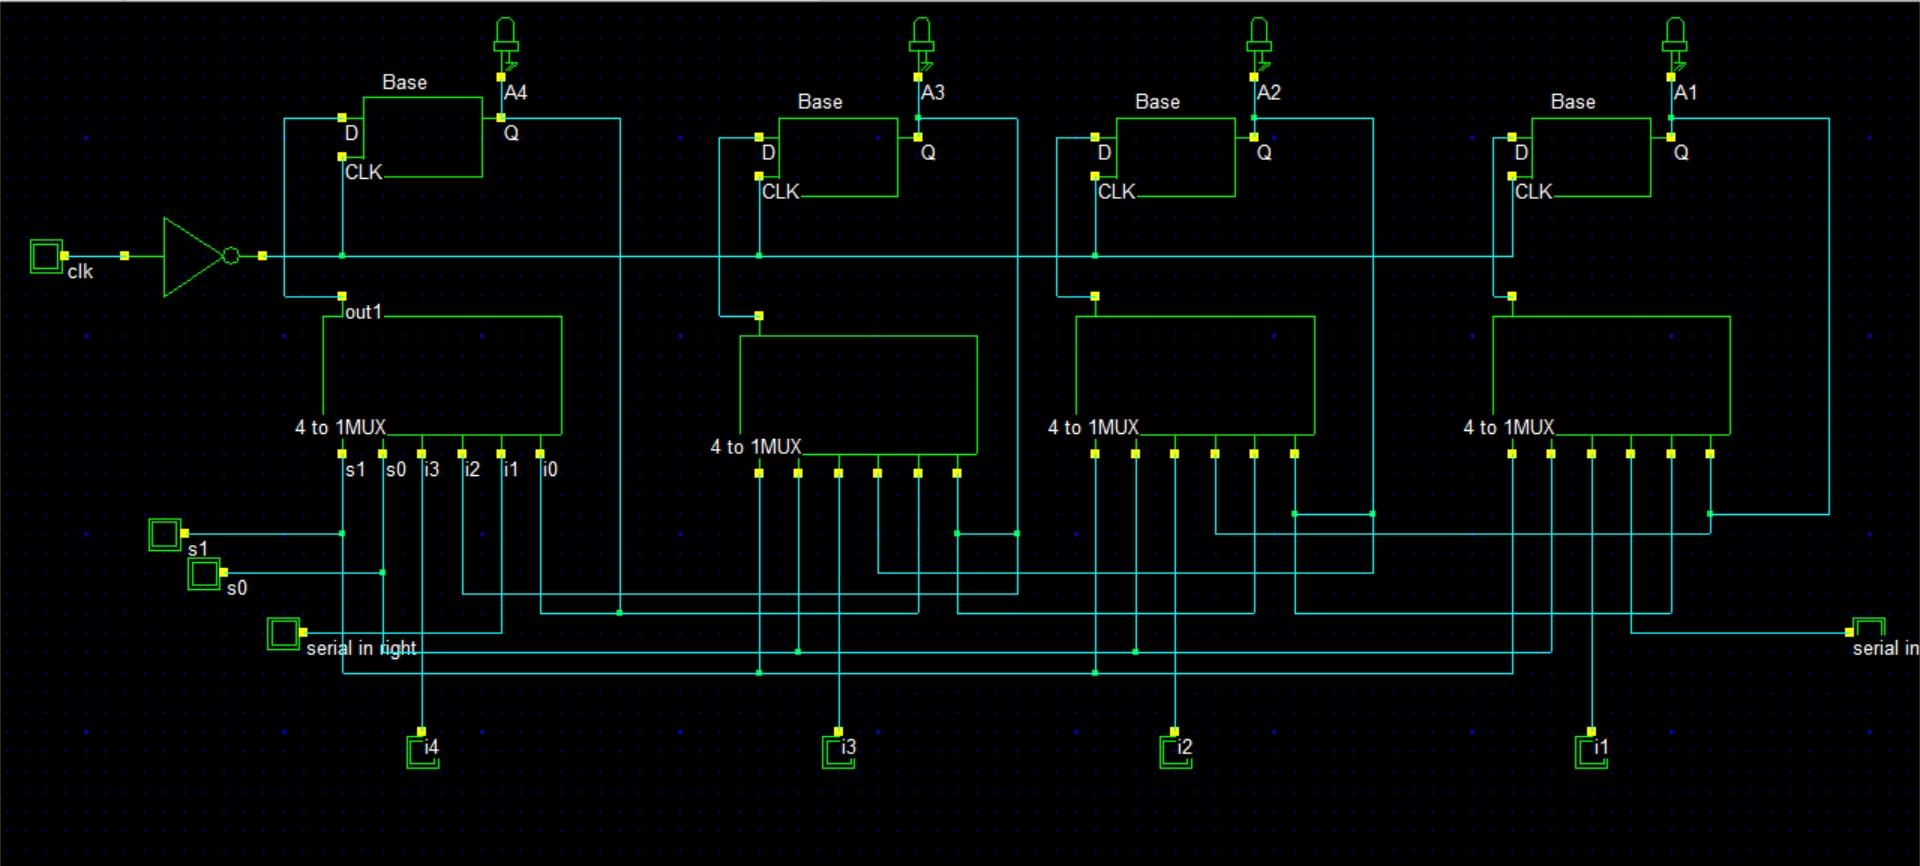 Base
A4
D
Q
CLK
Base
A3
D
Q
CLK
Base
A2
D
Q
CLK
Base
A1
D
Q
CLK
clk
out1
4 to 1MUX
s1
s0
i3
i2
i1
i0
4 to 1MUX
4 to 1MUX
4 to 1MUX
s1
s0
serial in right
serial in
i4
i3
i2
i1